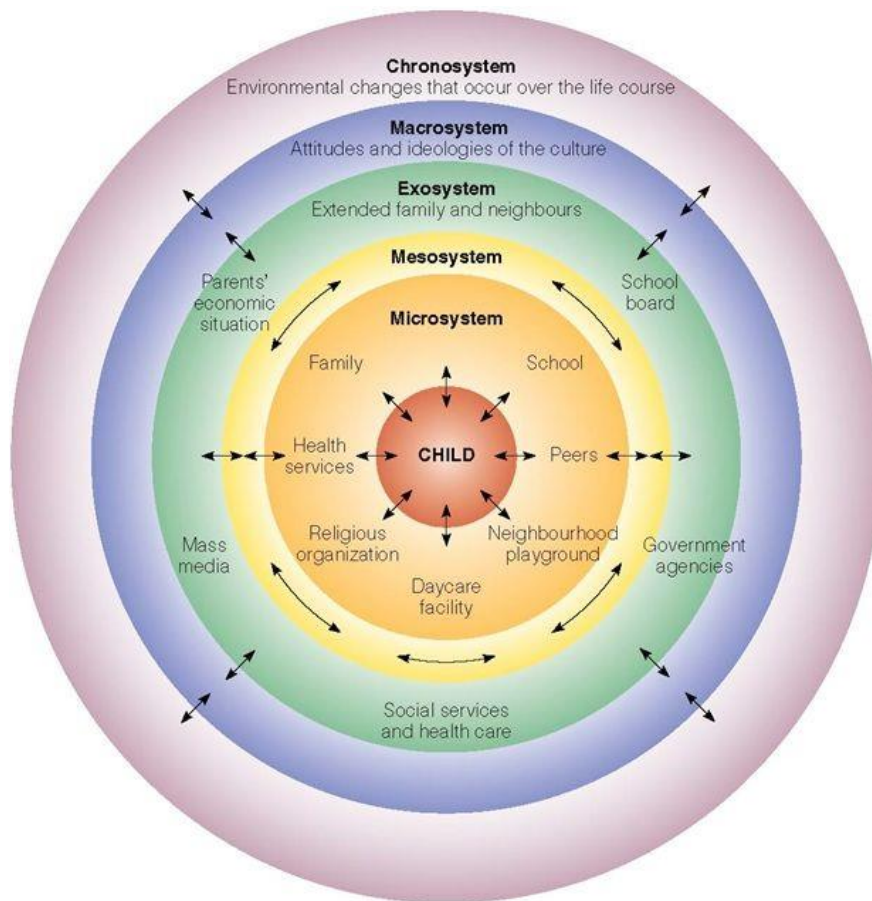 Chronosystem
Environmental changes that occur over the life course
Macrosystem
Attitudes and ideologies of the culture
Exosystem
Extended family and neighbours
Mesosystem
Parents'
economic
situation
School
board
Microsystem
Family
School
Health
services
CHILD
Peers
Religious
organization
Neighbourhood
playground
Mass
media
Government
agencies
Daycare
facility
Social services
and health care